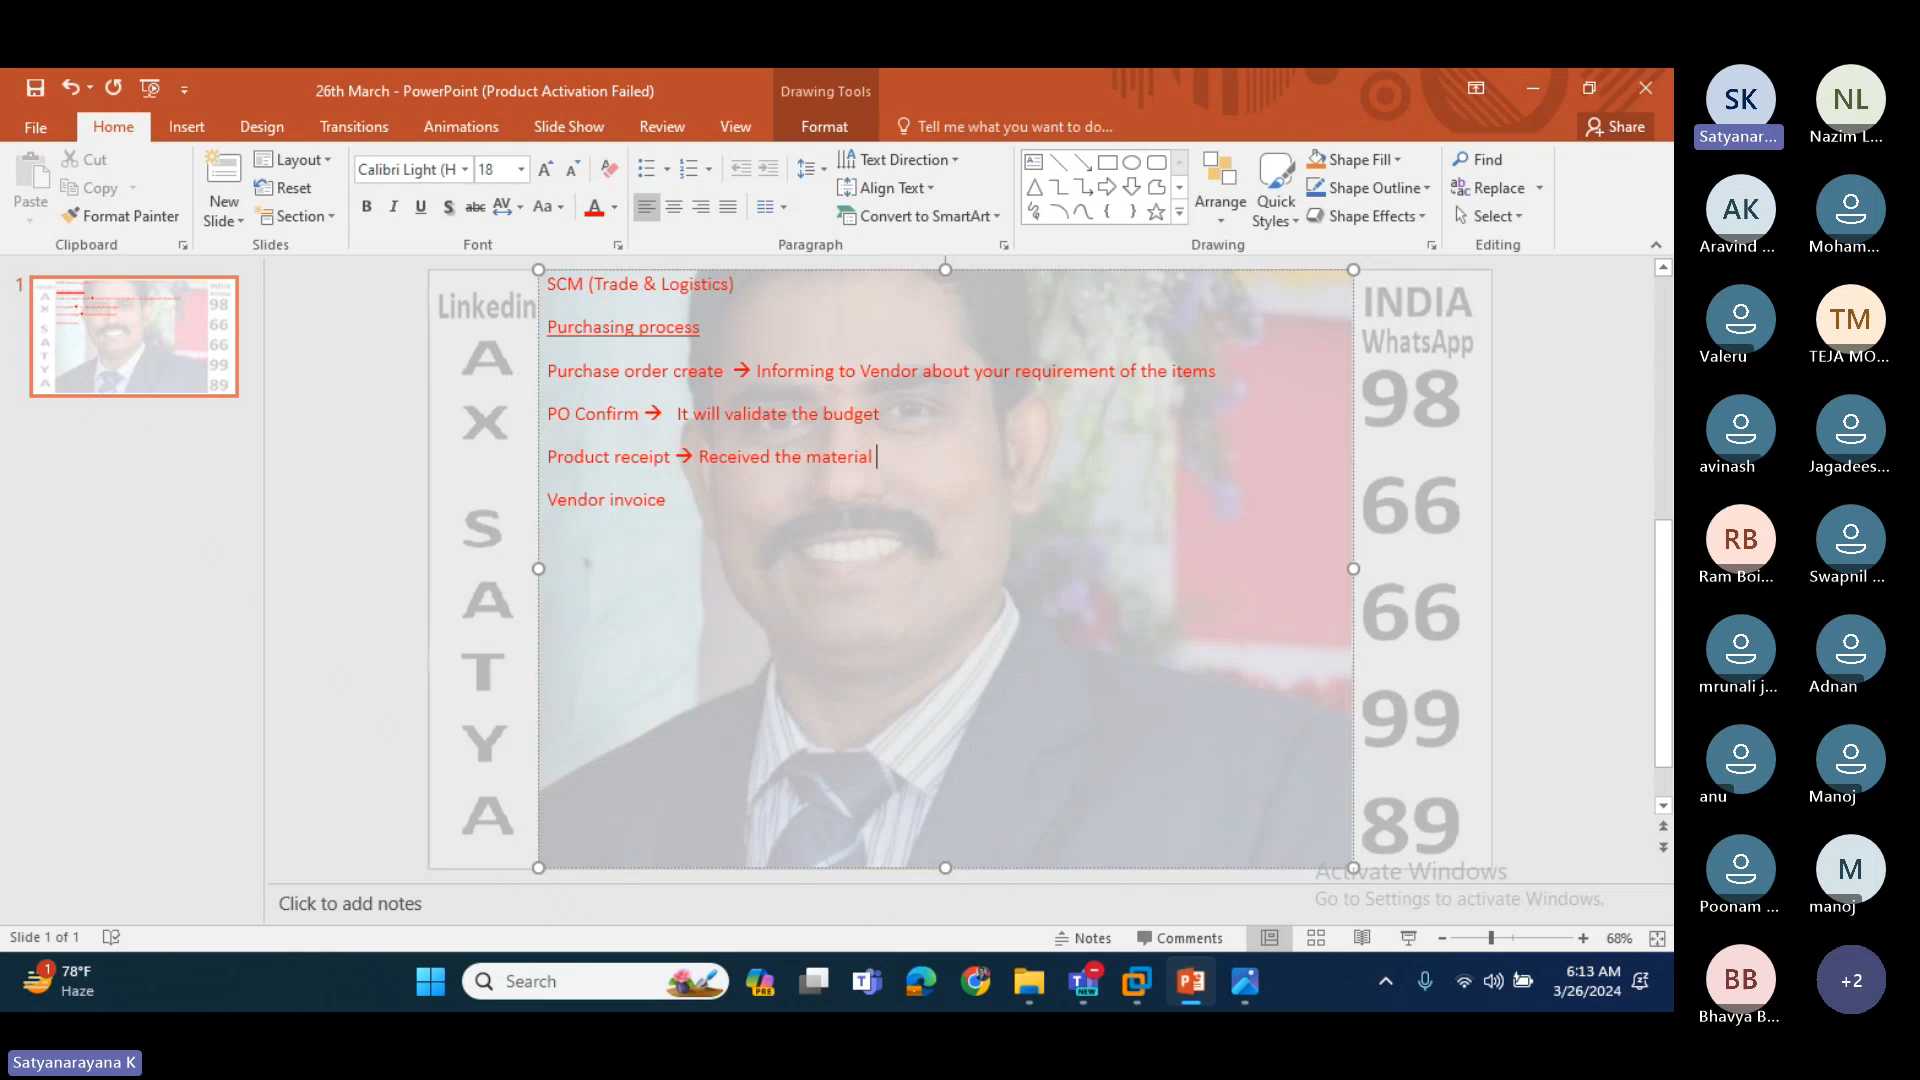 26th March - PowerPoint (Product Activation Failed)
Drawing Tools
File
Home
Insert
Design
Transitions
Animations
Slide Show
Review
View
Format
Tell me what you want to do...
Share
Paste
Cut
Copy
Format Painter
Clipboard
New
Slide
Layout
Reset
Section
Slides
Calibri Light (H
18
B I U S abc AV Aa A
Font
Text Direction
Align Text
Convert to SmartArt
Paragraph
Arrange
Quick
Styles
Shape Fill
Shape Outline
Shape Effects
Drawing
Find
Replace
Select
Editing
1
Linkedin
A
X
S
A
T
Y
A
SCM (Trade & Logistics)
Purchasing process
Purchase order create → Informing to Vendor about your requirement of the items
PO Confirm → It will validate the budget
Product receipt → Received the material
Vendor invoice
INDIA
WhatsApp
98
66
66
99
89
Activate Windows
Go to Settings to activate Windows.
Click to add notes
Slide 1 of 1
Notes
Comments
68%
1
78°F
Haze
Search
PRE
NEW
6:13 AM
3/26/2024
SK
Satyanar...
NL
Nazim L...
AK
Aravind ...
Moham...
Valeru
TM
TEJA MO...
avinash
Jagadees...
RB
Ram Boi...
Swapnil ...
mrunali j...
Adnan
anu
Manoj
Poonam ...
M
manoj
BB
Bhavya B...
+2
Satyanarayana K